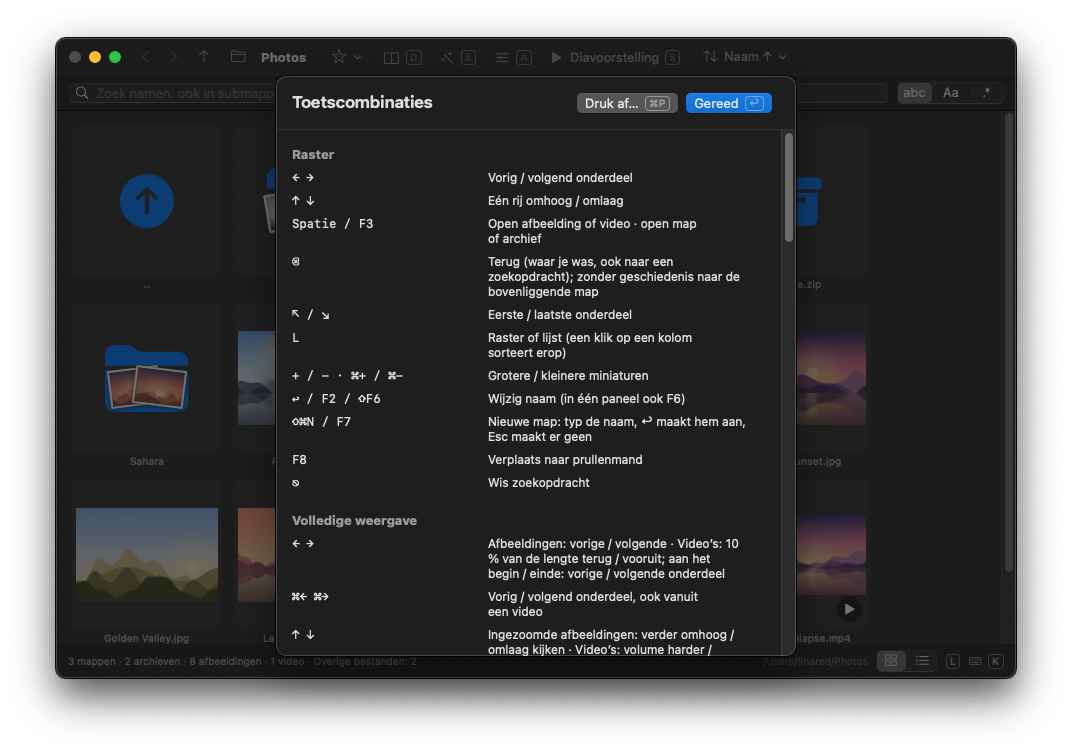 Photos
D
E
A
Diavoorstelling S
Naam
Zoek namen, ook in submappe
abc Aa .*
Toetscombinaties
Druk af... ⌘P
Gereed ↩
Raster
← → Vorig / volgend onderdeel
↑ ↓ Eén rij omhoog / omlaag
Spatie / F3 Open afbeelding of video · open map
of archief
⌫ Terug (waar je was, ook naar een
zoekopdracht); zonder geschiedenis naar de
bovenliggende map
↖ / ↘ Eerste / laatste onderdeel
L Raster of lijst (een klik op een kolom
sorteert erop)
+ / − · ⌘+ / ⌘− Grotere / kleinere miniaturen
↩ / F2 / ⇧F6 Wijzig naam (in één paneel ook F6)
⇧⌘N / F7 Nieuwe map: typ de naam, ↩ maakt hem aan,
Esc maakt er geen
F8 Verplaats naar prullenmand
⎋ Wis zoekopdracht
Volledige weergave
← → Afbeeldingen: vorige / volgende · Video's: 10
% van de lengte terug / vooruit; aan het
begin / einde: vorige / volgende onderdeel
⌘← ⌘→ Vorig / volgend onderdeel, ook vanuit
een video
↑ ↓ Ingezoomde afbeeldingen: verder omhoog /
omlaag kijken · Video's: volume harder /
..
e.zip
Sahara
A
unset.jpg
Golden Valley.jpg
La
elapse.mp4
3 mappen · 2 archieven · 8 afbeeldingen · 1 video · Overige bestanden: 2
/Users/Shared/Photos
L
K